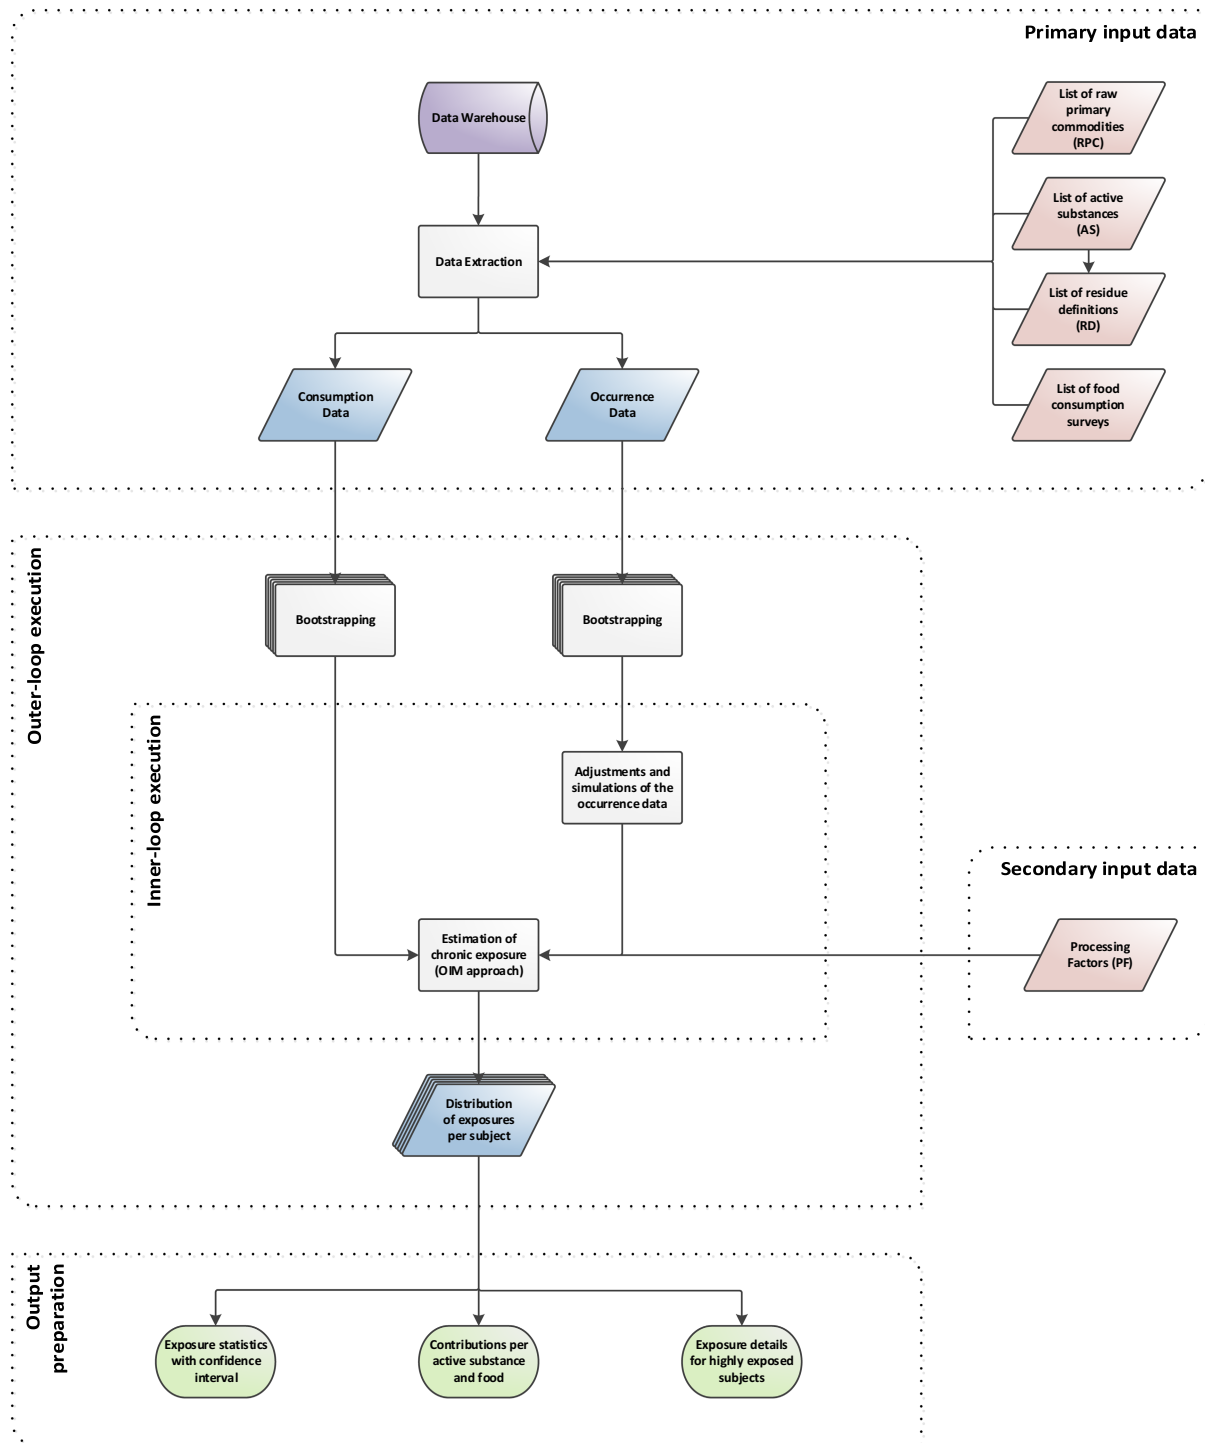 Primary input data
Data Warehouse
List of raw
primary
commodities
(RPC)
List of active
substances
(AS)
Data Extraction
List of residue
definitions
(RD)
Consumption
Data
Occurrence
Data
List of food
consumption
surveys
Outer-loop execution
Bootstrapping
Bootstrapping
Inner-loop execution
Adjustments and
simulations of the
occurrence data
Secondary input data
Estimation of
chronic exposure
(OIM approach)
Processing
Factors (PF)
Distribution
of exposures
per subject
Output
preparation
Exposure statistics
with confidence
interval
Contributions per
active substance
and food
Exposure details
for highly exposed
subjects